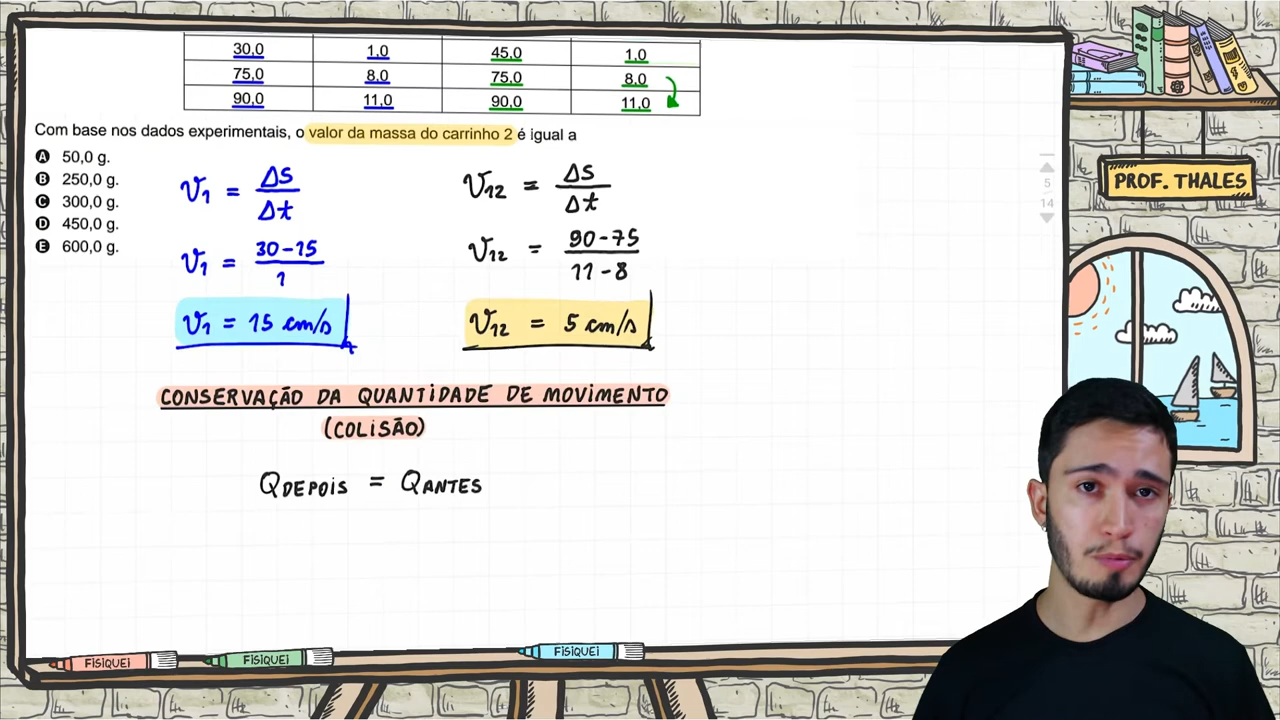 30,0 1,0 45,0 1,0
75,0 8,0 75,0 8,0
90,0 11,0 90,0 11,0
Com base nos dados experimentais, o valor da massa do carrinho 2 é igual a
A 50,0 g.
B 250,0 g.
C 300,0 g.
D 450,0 g.
E 600,0 g.
V1 = Δs/Δt
V1 = 30-15/1
V1 = 15 cm/s
V12 = Δs/Δt
V12 = 90-75/11-8
V12 = 5 cm/s
CONSERVAÇÃO DA QUANTIDADE DE MOVIMENTO
(COLISÃO)
QDEPOIS = QANTES
5
14
PROF. THALES
FISIQUEI
FISIQUEI
FISIQUEI